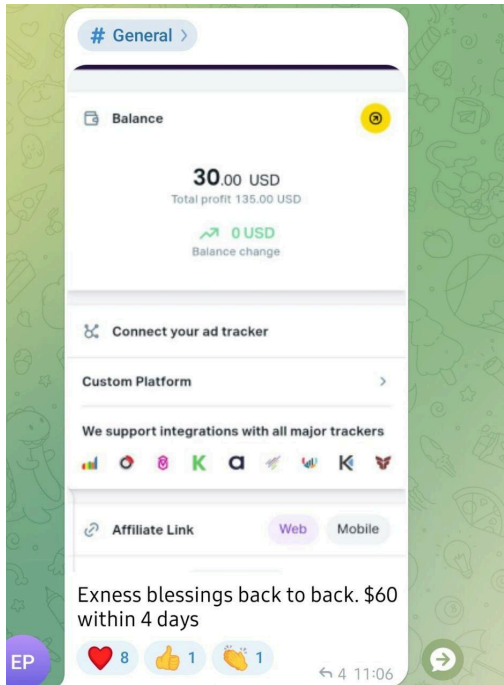 # General >
Balance
30.00 USD
Total profit 135.00 USD
0 USD
Balance change
Connect your ad tracker
Custom Platform
We support integrations with all major trackers
Affiliate Link Web Mobile
Exness blessings back to back. $60
within 4 days
8 1 1
4 11:06
EP